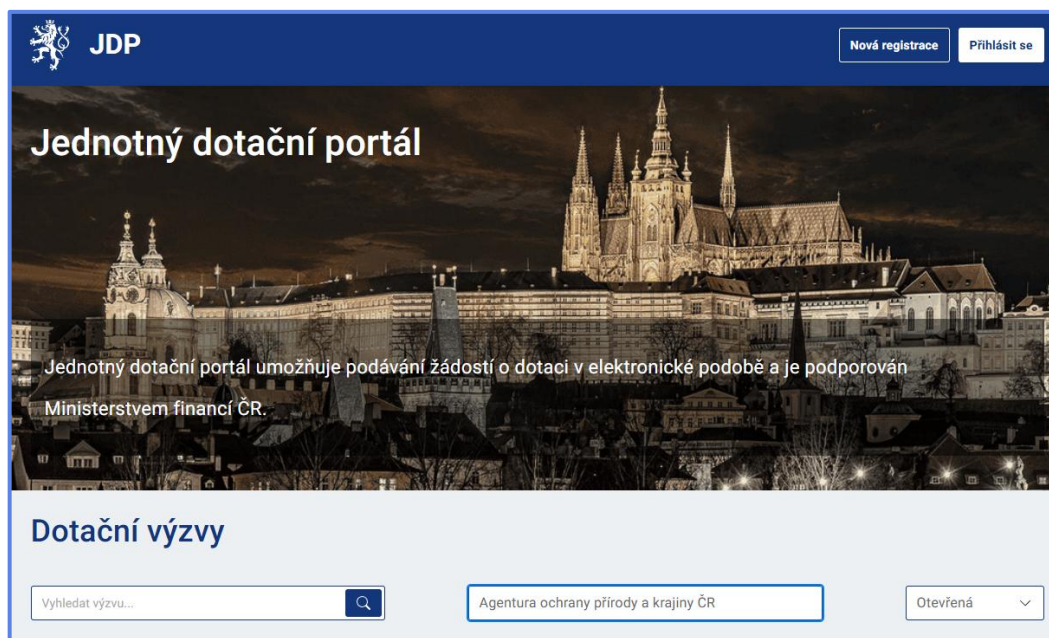 JDP
Nová registrace
Přihlásit se
Jednotný dotační portál
Jednotný dotační portál umožňuje podávání žádostí o dotaci v elektronické podobě a je podporován
Ministerstvem financí ČR.
Dotační výzvy
Vyhledat výzvu...
Agentura ochrany přírody a krajiny ČR
Otevřená